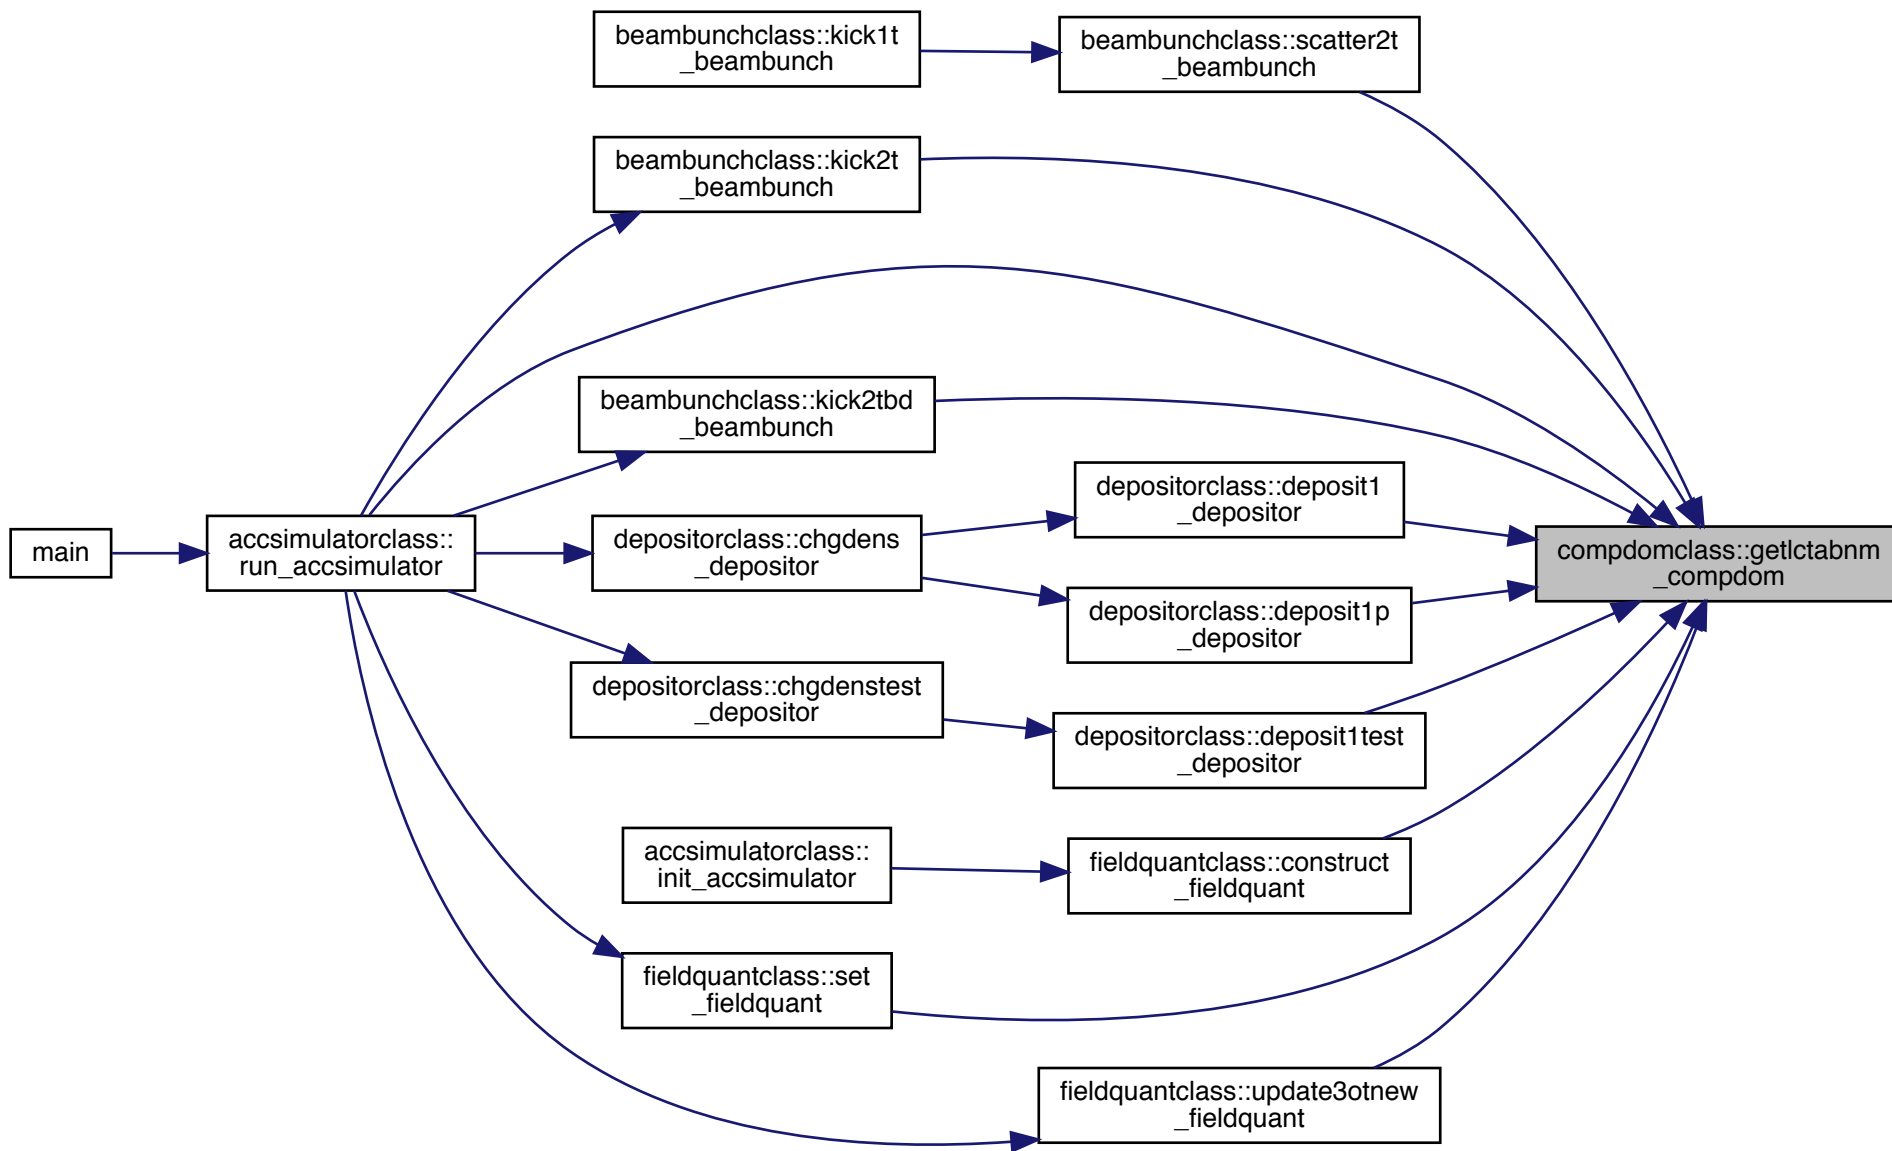 beambunchclass::kick1t
_beambunch
beambunchclass::scatter2t
_beambunch
beambunchclass::kick2t
_beambunch
beambunchclass::kick2tbd
_beambunch
depositorclass::deposit1
_depositor
main
accsimulatorclass::
run_accsimulator
depositorclass::chgdens
_depositor
compdomclass::getlctabnm
_compdom
depositorclass::deposit1p
_depositor
depositorclass::chgdenstest
_depositor
depositorclass::deposit1test
_depositor
accsimulatorclass::
init_accsimulator
fieldquantclass::construct
_fieldquant
fieldquantclass::set
_fieldquant
fieldquantclass::update3otnew
_fieldquant